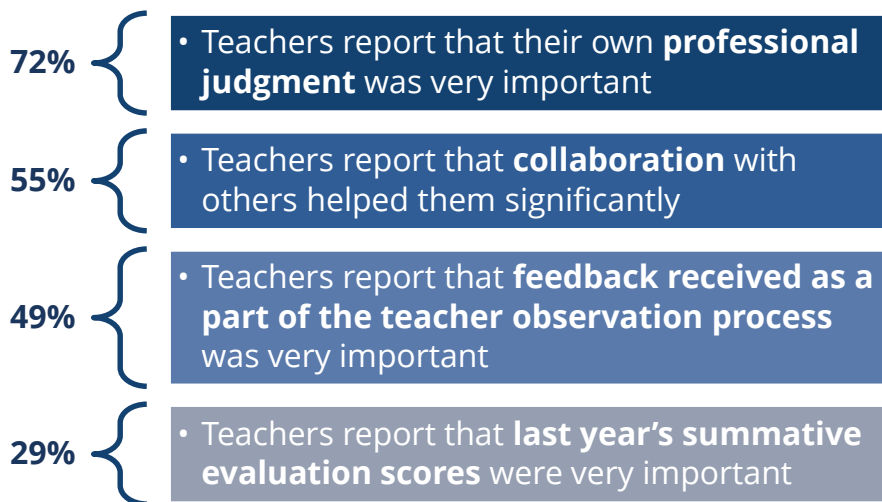 72%
• Teachers report that their own professional
judgment was very important
55%
• Teachers report that collaboration with
others helped them significantly
49%
• Teachers report that feedback received as a
part of the teacher observation process
was very important
29%
• Teachers report that last year’s summative
evaluation scores were very important